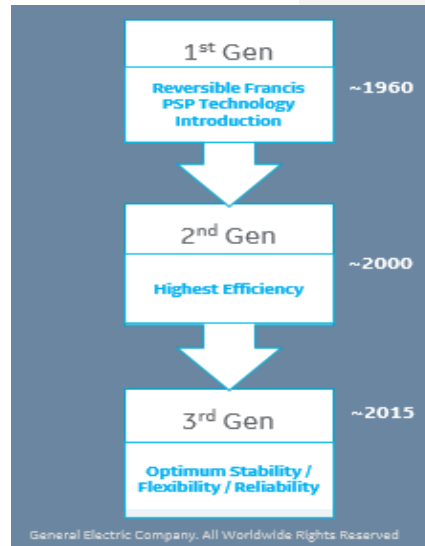 1st Gen
Reversible Francis
PSP Technology
Introduction
~1960
2nd Gen
Highest Efficiency
~2000
3rd Gen
Optimum Stability /
Flexibility / Reliability
~2015
General Electric Company. All Worldwide Rights Reserved